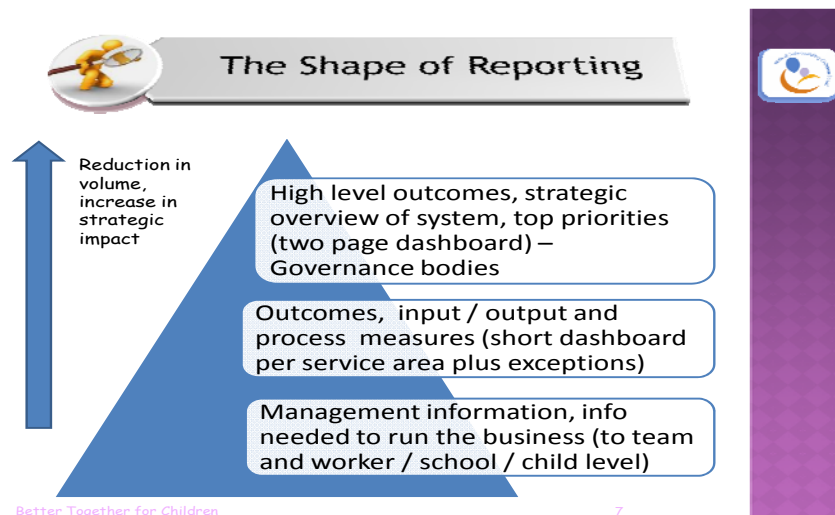 The Shape of Reporting
Reduction in
volume,
increase in
strategic
impact
High level outcomes, strategic
overview of system, top priorities
(two page dashboard) –
Governance bodies
Outcomes, input / output and
process measures (short dashboard
per service area plus exceptions)
Management information, info
needed to run the business (to team
and worker / school / child level)
Better Together for Children
7